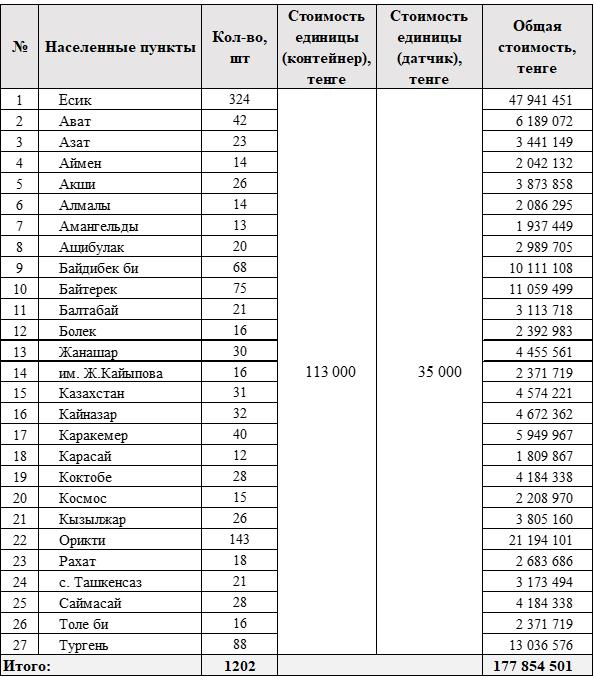 № Населенные пункты Кол-во, шт Стоимость единицы (контейнер), тенге Стоимость единицы (датчик), тенге Общая стоимость, тенге
1 Есик 324 47 941 451
2 Ават 42 6 189 072
3 Азат 23 3 441 149
4 Аймен 14 2 042 132
5 Акши 26 3 873 858
6 Алмалы 14 2 086 295
7 Амангельды 13 1 937 449
8 Ащибулак 20 2 989 705
9 Байдибек би 68 10 111 108
10 Байтерек 75 11 059 499
11 Балтабай 21 3 113 718
12 Болек 16 2 392 983
13 Жанашар 30 4 455 561
14 им. Ж.Кайыпова 16 113 000 35 000 2 371 719
15 Казахстан 31 4 574 221
16 Кайназар 32 4 672 362
17 Каракемер 40 5 949 967
18 Карасай 12 1 809 867
19 Коктобе 28 4 184 338
20 Космос 15 2 208 970
21 Кызылжар 26 3 805 160
22 Орикти 143 21 194 101
23 Рахат 18 2 683 686
24 с. Ташкенсаз 21 3 173 494
25 Саймасай 28 4 184 338
26 Толе би 16 2 371 719
27 Тургень 88 13 036 576
Итого: 1202 177 854 501